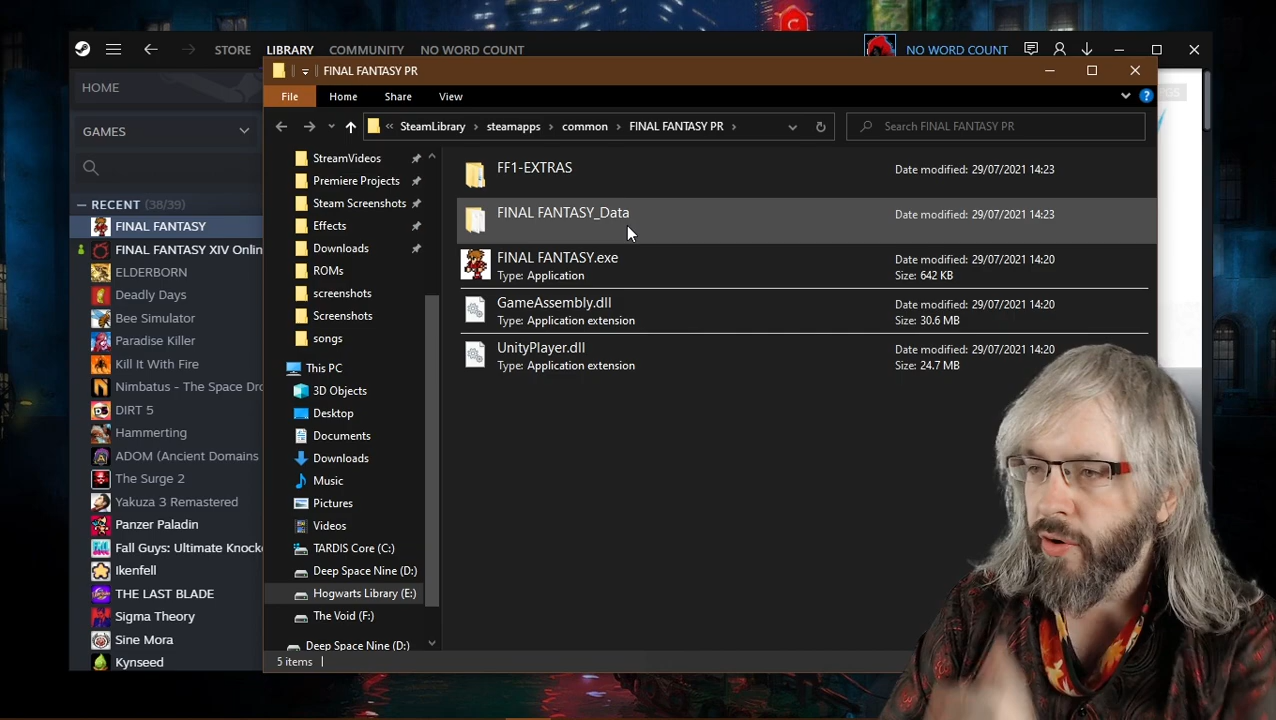 STORE LIBRARY COMMUNITY NO WORD COUNT NO WORD COUNT
FINAL FANTASY PR
HOME
File Home Share View
SteamLibrary steamapps common FINAL FANTASY PR Search FINAL FANTASY PR
GAMES
RECENT (38/39)
FINAL FANTASY
FINAL FANTASY XIV Onlin
ELDERBORN
Deadly Days
Bee Simulator
Paradise Killer
Kill It With Fire
Nimbatus - The Space Dr
DIRT 5
Hammerting
ADOM (Ancient Domains
The Surge 2
Yakuza 3 Remastered
Panzer Paladin
Fall Guys: Ultimate Knock
Ikenfell
THE LAST BLADE
Sigma Theory
Sine Mora
Kynseed
StreamVideos
Premiere Projects
Steam Screenshots
Effects
Downloads
ROMs
screenshots
Screenshots
songs
This PC
3D Objects
Desktop
Documents
Downloads
Music
Pictures
Videos
TARDIS Core (C:)
Deep Space Nine (D:)
Hogwarts Library (E:)
The Void (F:)
Deep Space Nine (D:)
FF1-EXTRAS Date modified: 29/07/2021 14:23
FINAL FANTASY_Data Date modified: 29/07/2021 14:23
FINAL FANTASY.exe Date modified: 29/07/2021 14:20
Type: Application Size: 642 KB
GameAssembly.dll Date modified: 29/07/2021 14:20
Type: Application extension Size: 30.6 MB
UnityPlayer.dll Date modified: 29/07/2021 14:20
Type: Application extension Size: 24.7 MB
5 items